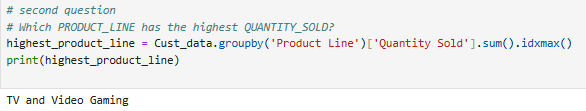 # second question
# Which PRODUCT_LINE has the highest QUANTITY_SOLD?
highest_product_line = Cust_data.groupby('Product Line')['Quantity Sold'].sum().idxmax()
print(highest_product_line)
TV and Video Gaming